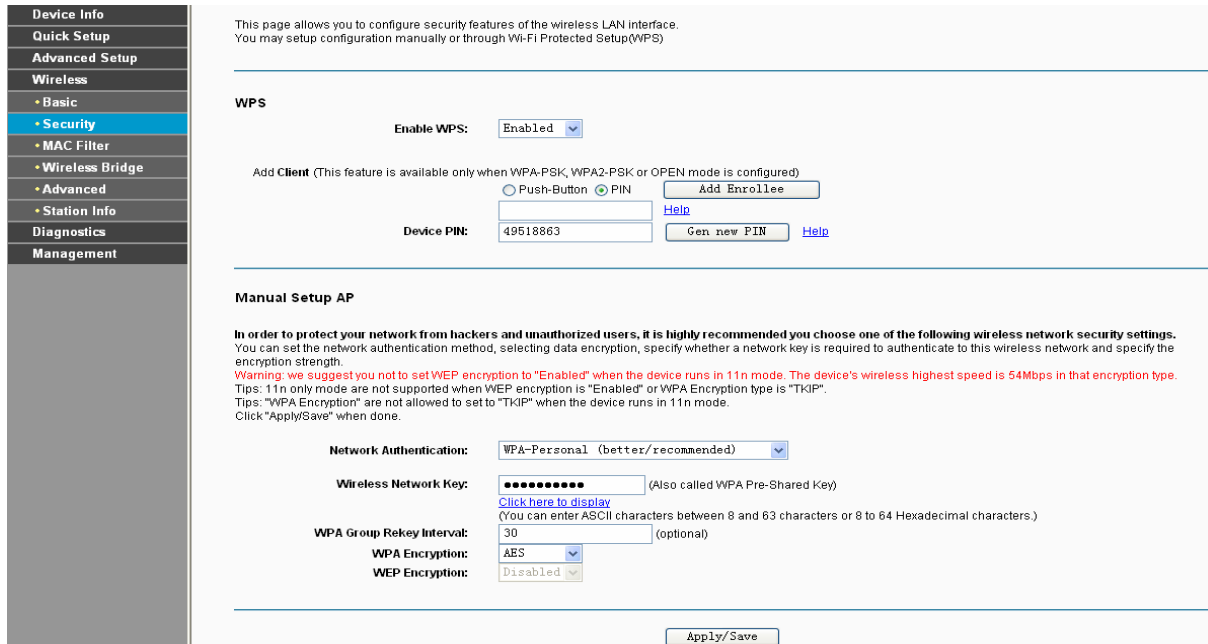 Device Info
Quick Setup
Advanced Setup
Wireless
• Basic
• Security
• MAC Filter
• Wireless Bridge
• Advanced
• Station Info
Diagnostics
Management
This page allows you to configure security features of the wireless LAN interface.
You may setup configuration manually or through Wi-Fi Protected Setup(WPS)
WPS
Enable WPS: Enabled
Add Client (This feature is available only when WPA-PSK, WPA2-PSK or OPEN mode is configured)
Push-Button PIN Add Enrollee
Help
Device PIN: 49518863 Gen new PIN Help
Manual Setup AP
In order to protect your network from hackers and unauthorized users, it is highly recommended you choose one of the following wireless network security settings.
You can set the network authentication method, selecting data encryption, specify whether a network key is required to authenticate to this wireless network and specify the
encryption strength.
Warning: we suggest you not to set WEP encryption to "Enabled" when the device runs in 11n mode. The device's wireless highest speed is 54Mbps in that encryption type.
Tips: 11n only mode are not supported when WEP encryption is "Enabled" or WPA Encryption type is "TKIP".
Tips: "WPA Encryption" are not allowed to set to "TKIP" when the device runs in 11n mode.
Click "Apply/Save" when done.
Network Authentication: WPA-Personal (better/recommended)
Wireless Network Key: ●●●●●●●●●● (Also called WPA Pre-Shared Key)
Click here to display
(You can enter ASCII characters between 8 and 63 characters or 8 to 64 Hexadecimal characters.)
WPA Group Rekey Interval: 30 (optional)
WPA Encryption: AES
WEP Encryption: Disabled
Apply/Save